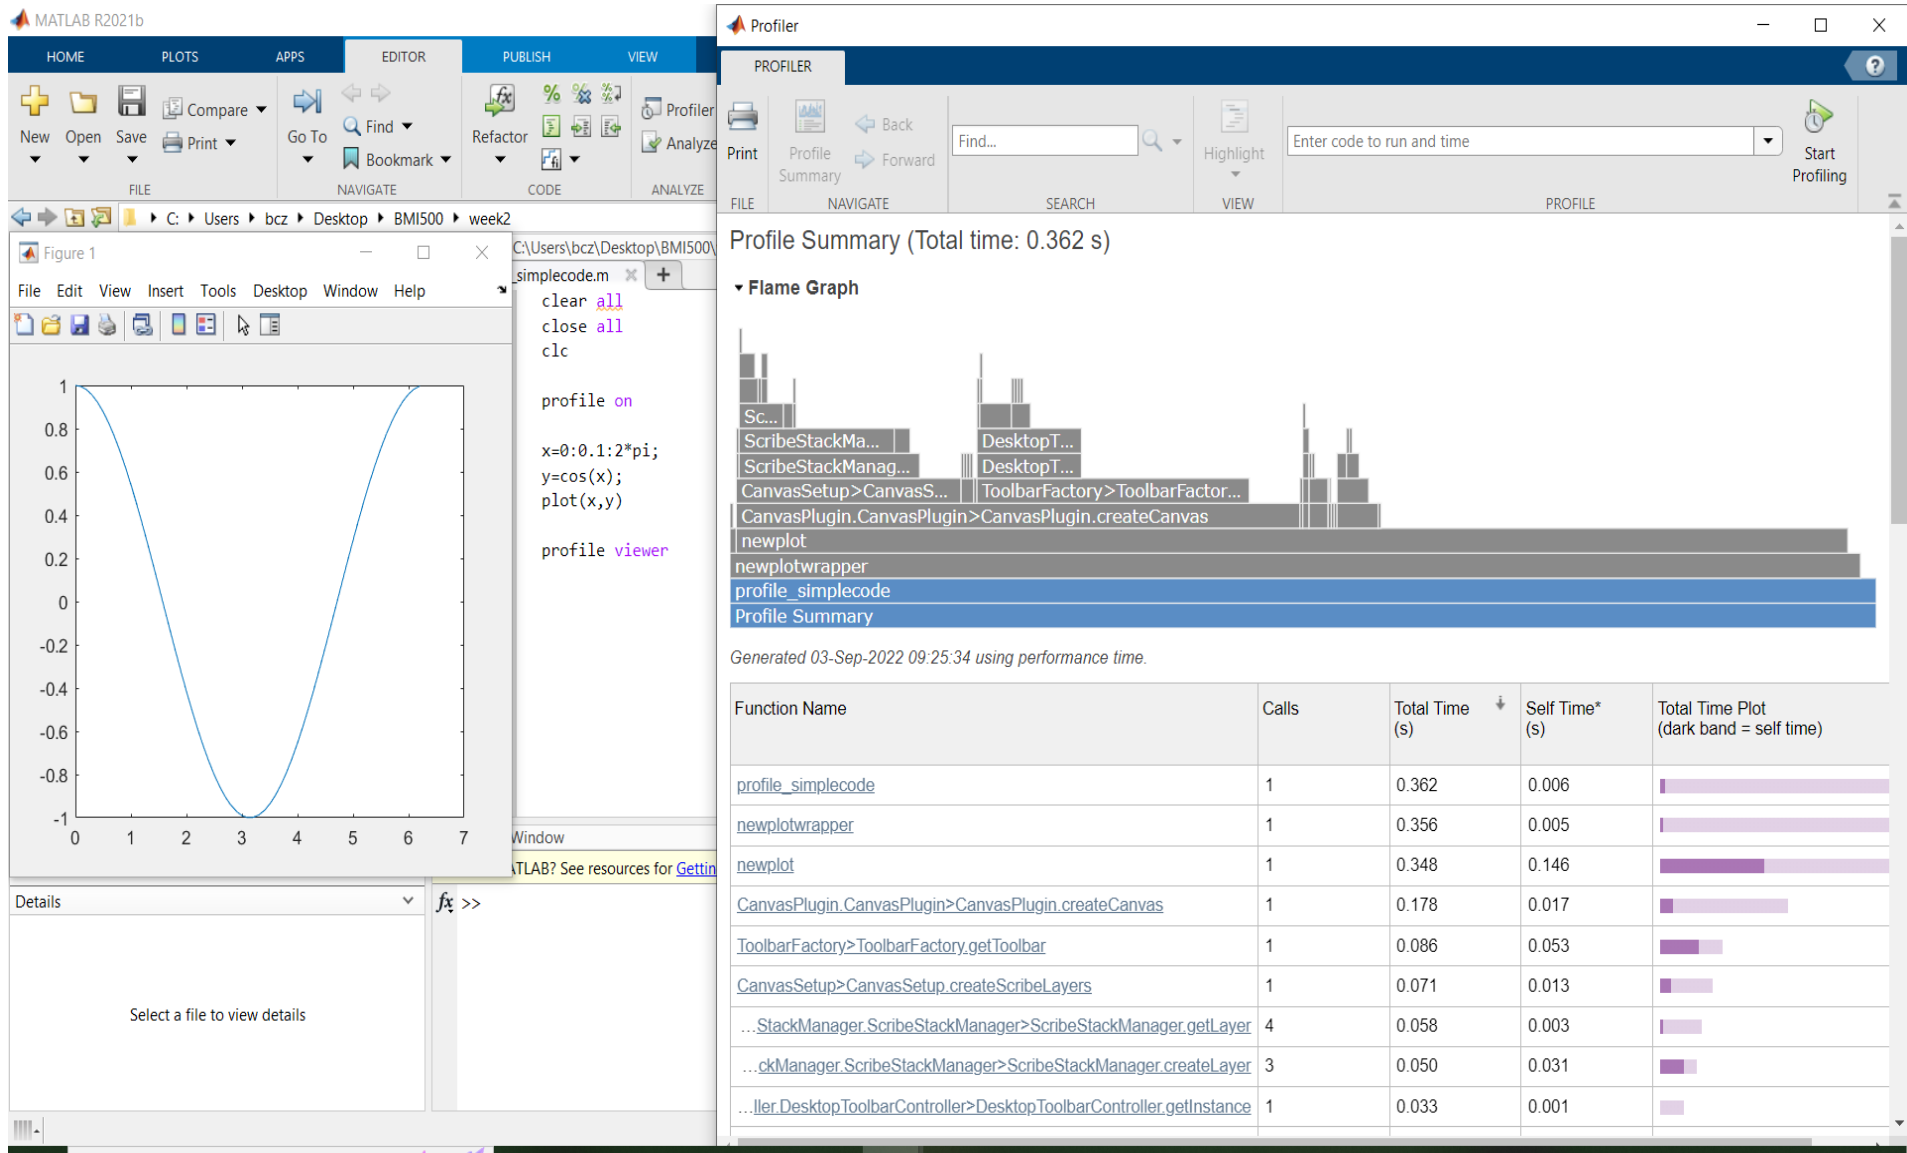 MATLAB R2021b
HOME PLOTS APPS EDITOR PUBLISH VIEW
New Open Save Compare Print
Go To Find Bookmark
Refactor
Profiler
Analyze
FILE NAVIGATE CODE ANALYZE
C: Users bcz Desktop BMI500 week2
Figure 1
File Edit View Insert Tools Desktop Window Help
1
0.8
0.6
0.4
0.2
0
-0.2
-0.4
-0.6
-0.8
-1
0 1 2 3 4 5 6 7
C:\Users\bcz\Desktop\BMI500\
_simplecode.m
clear all
close all
clc
profile on
x=0:0.1:2*pi;
y=cos(x);
plot(x,y)
profile viewer
Window
ATLAB? See resources for Gettin
fx >>
Details
Select a file to view details
Profiler
PROFILER
Print
Profile Summary
Back
Forward
Find...
Highlight
Enter code to run and time
Start Profiling
FILE NAVIGATE SEARCH VIEW PROFILE
Profile Summary (Total time: 0.362 s)
Flame Graph
Sc...
ScribeStackMa... DesktopT...
ScribeStackManag... DesktopT...
CanvasSetup>CanvasS... ToolbarFactory>ToolbarFactor...
CanvasPlugin.CanvasPlugin>CanvasPlugin.createCanvas
newplot
newplotwrapper
profile_simplecode
Profile Summary
Generated 03-Sep-2022 09:25:34 using performance time.
Function Name Calls Total Time (s) Self Time* (s) Total Time Plot (dark band = self time)
profile_simplecode 1 0.362 0.006
newplotwrapper 1 0.356 0.005
newplot 1 0.348 0.146
CanvasPlugin.CanvasPlugin>CanvasPlugin.createCanvas 1 0.178 0.017
ToolbarFactory>ToolbarFactory.getToolbar 1 0.086 0.053
CanvasSetup>CanvasSetup.createScribeLayers 1 0.071 0.013
...StackManager.ScribeStackManager>ScribeStackManager.getLayer 4 0.058 0.003
...ckManager.ScribeStackManager>ScribeStackManager.createLayer 3 0.050 0.031
...ller.DesktopToolbarController>DesktopToolbarController.getInstance 1 0.033 0.001